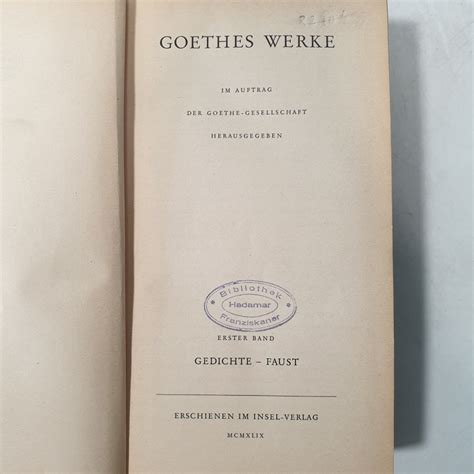 GOETHES WERKE
IM AUFTRAG
DER GOETHE-GESELLSCHAFT
HERAUSGEGEBEN
Bibliothek
Hadamar
Franziskaner
ERSTER BAND
GEDICHTE – FAUST
ERSCHIENEN IM INSEL-VERLAG
MCMXLIX